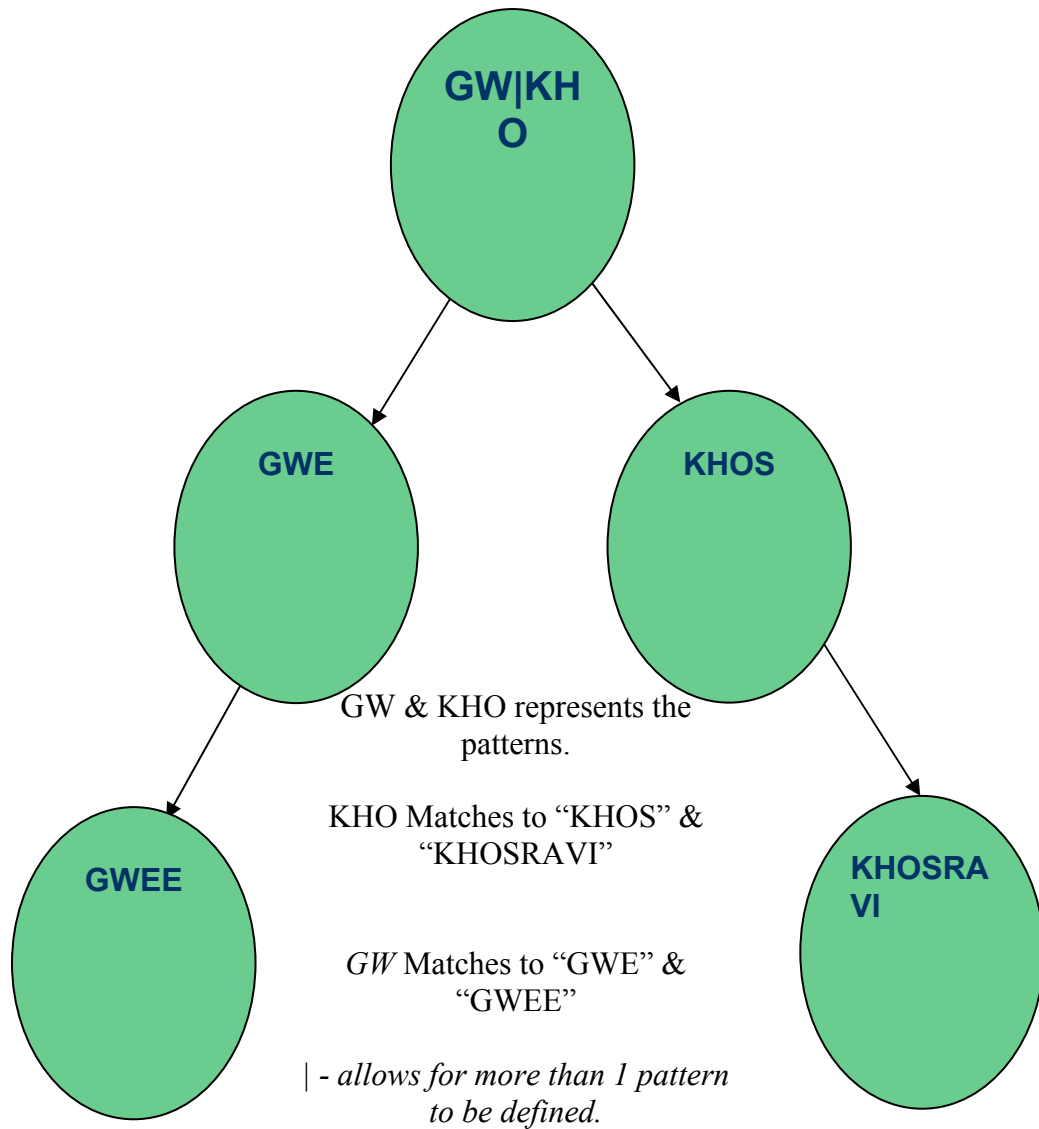 GW|KH
O
GWE
KHOS
GW & KHO represents the
patterns.
KHO Matches to “KHOS” &
“KHOSRAVI”
GWEE
KHOSRA
VI
GW Matches to “GWE” &
“GWEE”
| - allows for more than 1 pattern
to be defined.